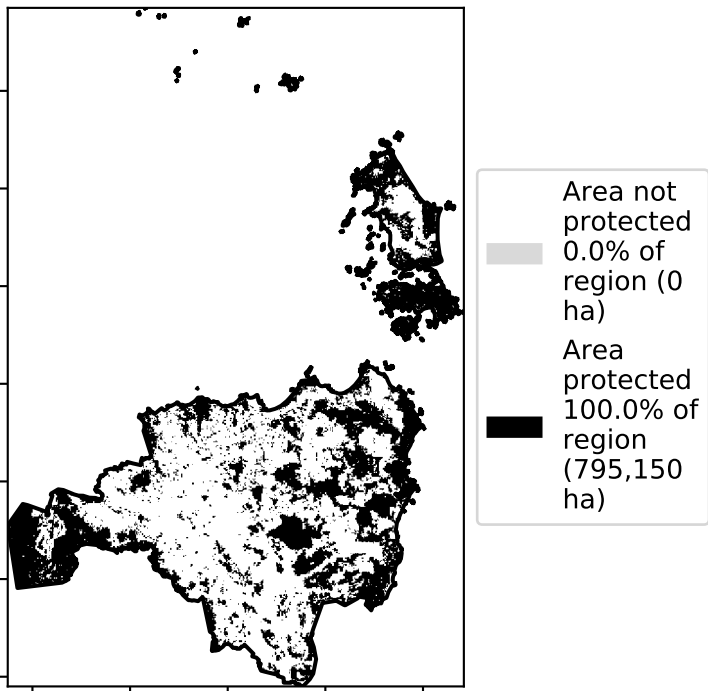 Area not
protected
0.0% of
region (0
ha)
Area
protected
100.0% of
region
(795,150
ha)